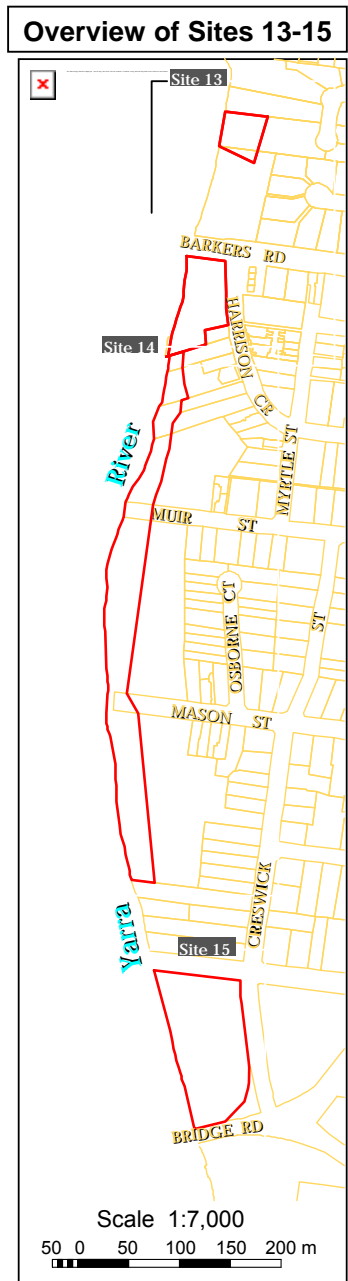 Overview of Sites 13-15
Site 13
BARKERS RD
HARRISON CR
Site 14
MYRTLE ST
River
MUIR ST
OSBORNE CT
ST
MASON ST
CRESWICK
Yarra
Site 15
BRIDGE RD
Scale 1:7,000
50 0 50 100 150 200 m